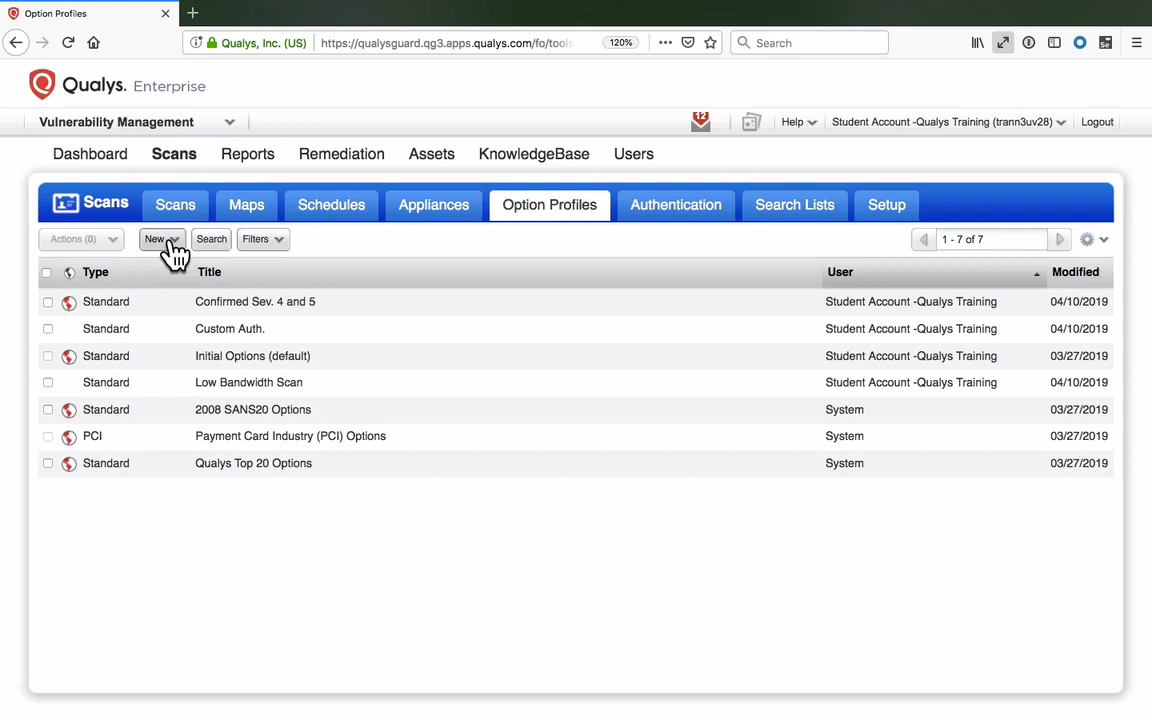 Option Profiles
Qualys, Inc. (US) https://qualysguard.qg3.apps.qualys.com/fo/tools 120% Search
Qualys. Enterprise
Vulnerability Management 12 Help Student Account -Qualys Training (trann3uv28) Logout
Dashboard Scans Reports Remediation Assets KnowledgeBase Users
Scans Scans Maps Schedules Appliances Option Profiles Authentication Search Lists Setup
Actions (0) New Search Filters 1 - 7 of 7
Type Title User Modified
Standard Confirmed Sev. 4 and 5 Student Account -Qualys Training 04/10/2019
Standard Custom Auth. Student Account -Qualys Training 04/10/2019
Standard Initial Options (default) Student Account -Qualys Training 03/27/2019
Standard Low Bandwidth Scan Student Account -Qualys Training 04/10/2019
Standard 2008 SANS20 Options System 03/27/2019
PCI Payment Card Industry (PCI) Options System 03/27/2019
Standard Qualys Top 20 Options System 03/27/2019